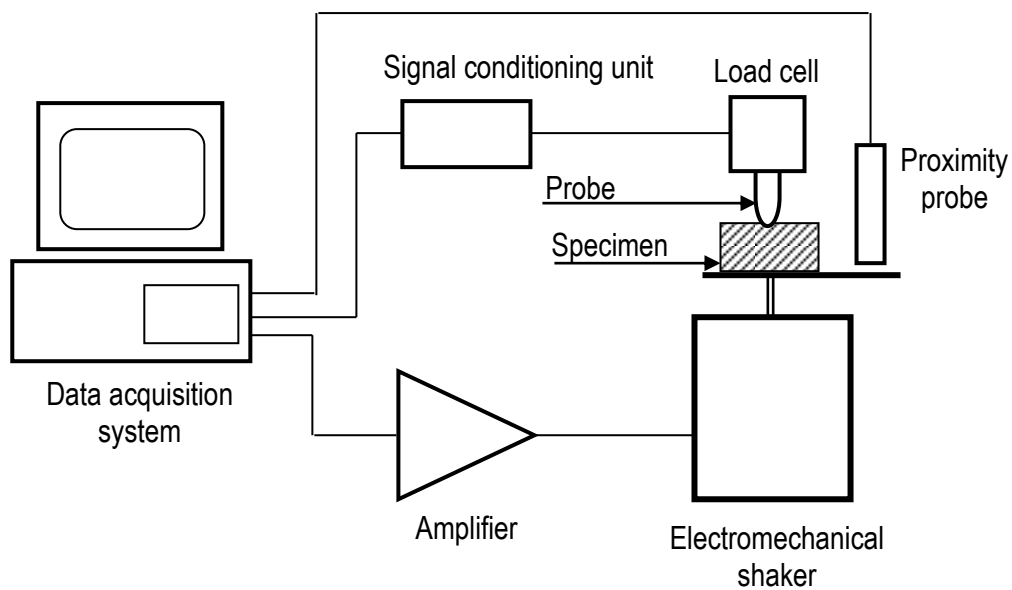 Signal conditioning unit
Load cell
Proximity
probe
Probe
Specimen
Data acquisition
system
Amplifier
Electromechanical
shaker